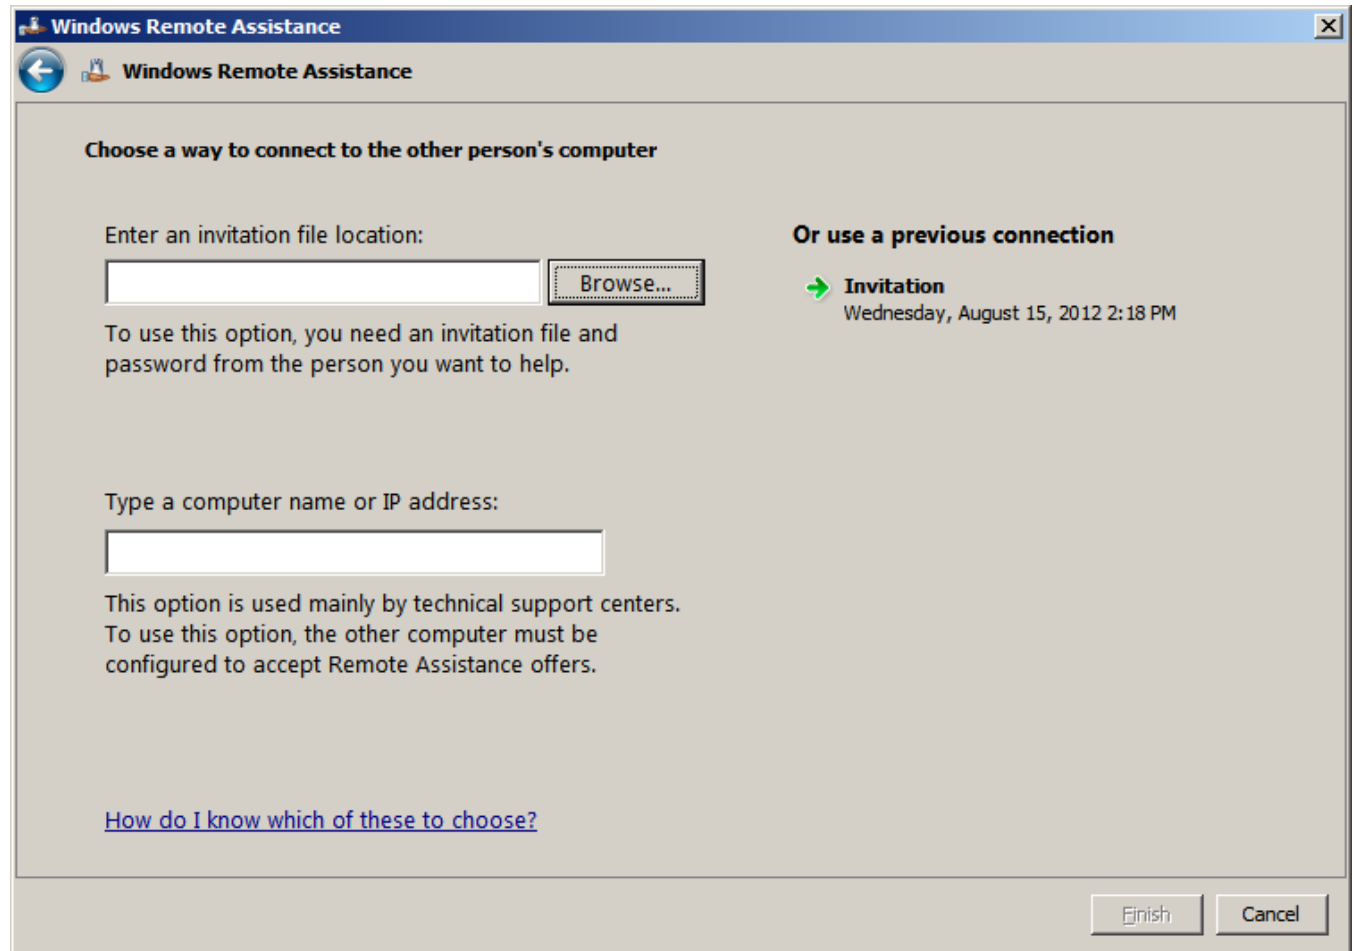 Windows Remote Assistance
Windows Remote Assistance
Choose a way to connect to the other person's computer
Enter an invitation file location:
Browse...
To use this option, you need an invitation file and
password from the person you want to help.
Or use a previous connection
Invitation
Wednesday, August 15, 2012 2:18 PM
Type a computer name or IP address:
This option is used mainly by technical support centers.
To use this option, the other computer must be
configured to accept Remote Assistance offers.
How do I know which of these to choose?
Finish
Cancel